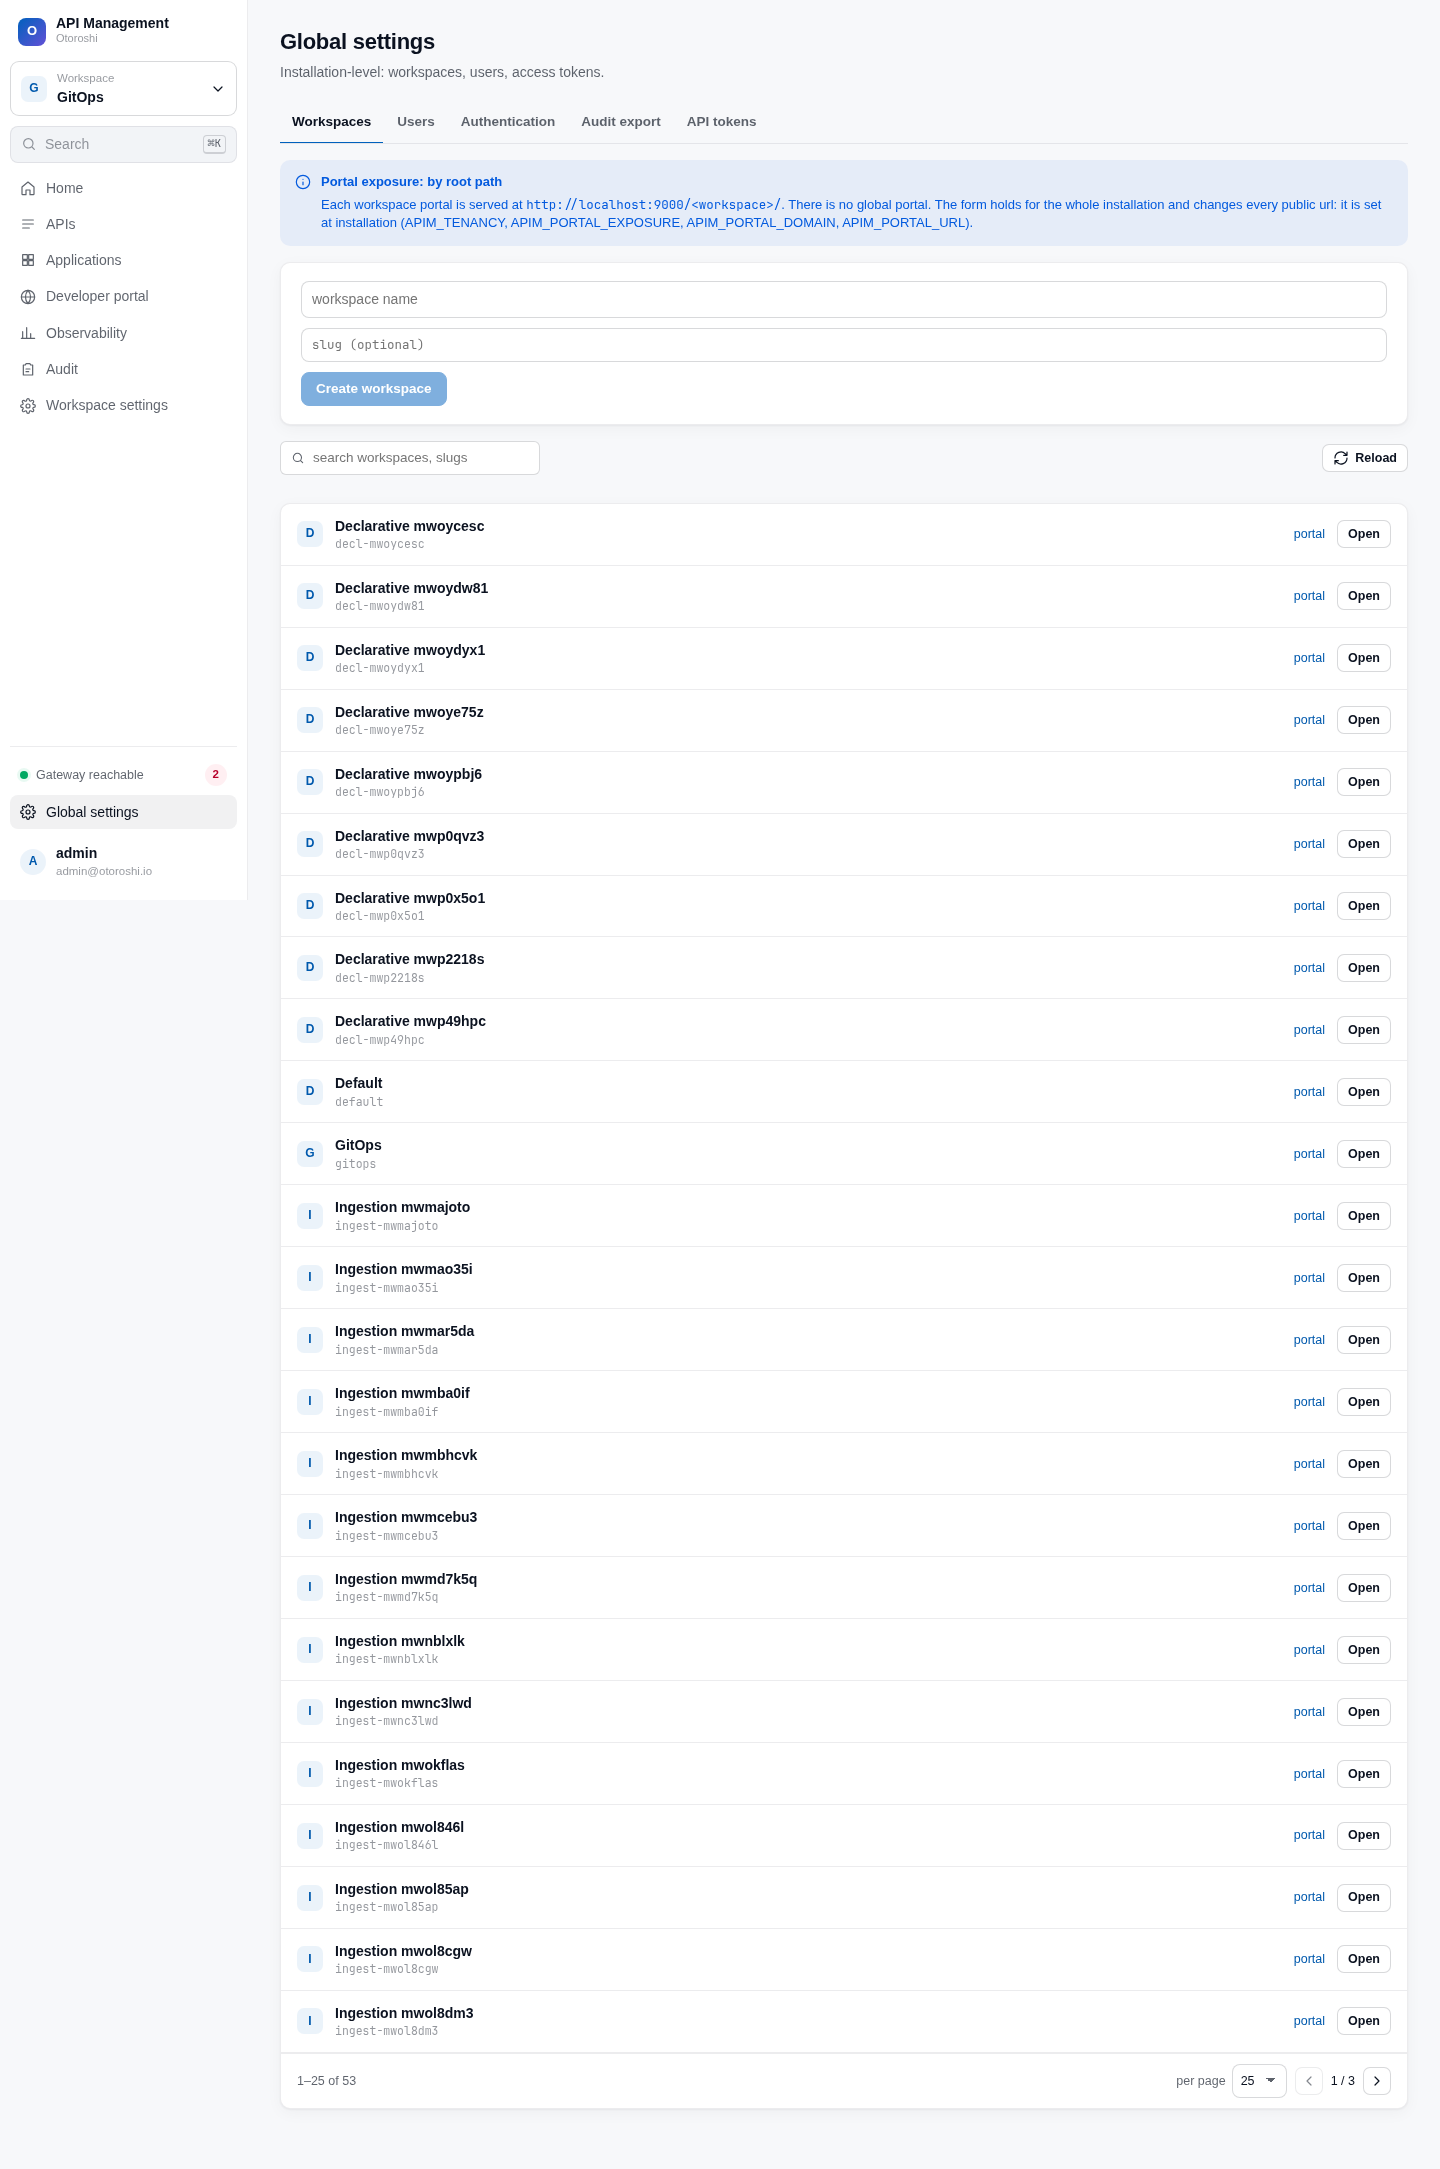 O
API Management
Otoroshi
G
Workspace
GitOps
Search
⌘K
Home
APIs
Applications
Developer portal
Observability
Audit
Workspace settings
Gateway reachable
2
Global settings
A
admin
admin@otoroshi.io
Global settings
Installation-level: workspaces, users, access tokens.
Workspaces Users Authentication Audit export API tokens
Portal exposure: by root path
Each workspace portal is served at http://localhost:9000/<workspace>/. There is no global portal. The form holds for the whole installation and changes every public url: it is set
at installation (APIM_TENANCY, APIM_PORTAL_EXPOSURE, APIM_PORTAL_DOMAIN, APIM_PORTAL_URL).
workspace name
slug (optional)
Create workspace
search workspaces, slugs
Reload
D Declarative mwoycesc portal Open
decl-mwoycesc
D Declarative mwoydw81 portal Open
decl-mwoydw81
D Declarative mwoydyx1 portal Open
decl-mwoydyx1
D Declarative mwoye75z portal Open
decl-mwoye75z
D Declarative mwoypbj6 portal Open
decl-mwoypbj6
D Declarative mwp0qvz3 portal Open
decl-mwp0qvz3
D Declarative mwp0x5o1 portal Open
decl-mwp0x5o1
D Declarative mwp2218s portal Open
decl-mwp2218s
D Declarative mwp49hpc portal Open
decl-mwp49hpc
D Default portal Open
default
G GitOps portal Open
gitops
I Ingestion mwmajoto portal Open
ingest-mwmajoto
I Ingestion mwmao35i portal Open
ingest-mwmao35i
I Ingestion mwmar5da portal Open
ingest-mwmar5da
I Ingestion mwmba0if portal Open
ingest-mwmba0if
I Ingestion mwmbhcvk portal Open
ingest-mwmbhcvk
I Ingestion mwmcebu3 portal Open
ingest-mwmcebu3
I Ingestion mwmd7k5q portal Open
ingest-mwmd7k5q
I Ingestion mwnblxlk portal Open
ingest-mwnblxlk
I Ingestion mwnc3lwd portal Open
ingest-mwnc3lwd
I Ingestion mwokflas portal Open
ingest-mwokflas
I Ingestion mwol846l portal Open
ingest-mwol846l
I Ingestion mwol85ap portal Open
ingest-mwol85ap
I Ingestion mwol8cgw portal Open
ingest-mwol8cgw
I Ingestion mwol8dm3 portal Open
ingest-mwol8dm3
1–25 of 53 per page 25 1 / 3